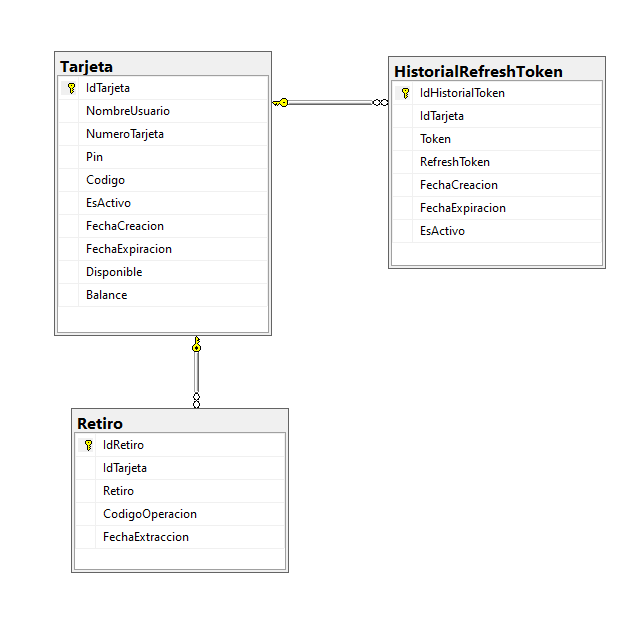 Tarjeta
IdTarjeta
NombreUsuario
NumeroTarjeta
Pin
Codigo
EsActivo
FechaCreacion
FechaExpiracion
Disponible
Balance
HistorialRefreshToken
IdHistorialToken
IdTarjeta
Token
RefreshToken
FechaCreacion
FechaExpiracion
EsActivo
Retiro
IdRetiro
IdTarjeta
Retiro
CodigoOperacion
FechaExtraccion